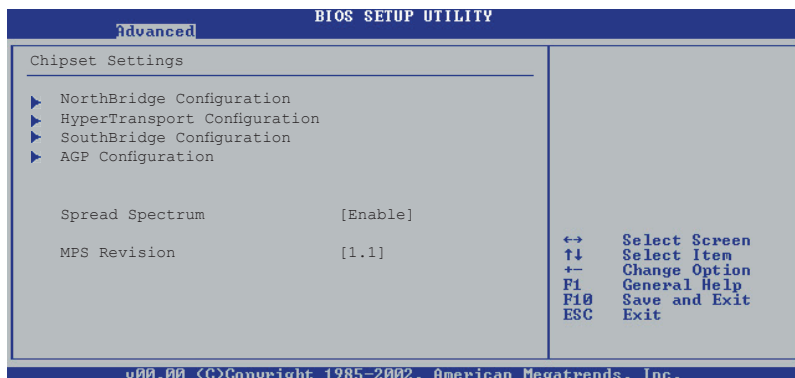 BIOS SETUP UTILITY
Advanced
Chipset Settings
NorthBridge Configuration
HyperTransport Configuration
SouthBridge Configuration
AGP Configuration
Spread Spectrum [Enable]
MPS Revision [1.1]
←→ Select Screen
↑↓ Select Item
+- Change Option
F1 General Help
F10 Save and Exit
ESC Exit
v00.00 (C)Copyright 1985-2002, American Megatrends, Inc.